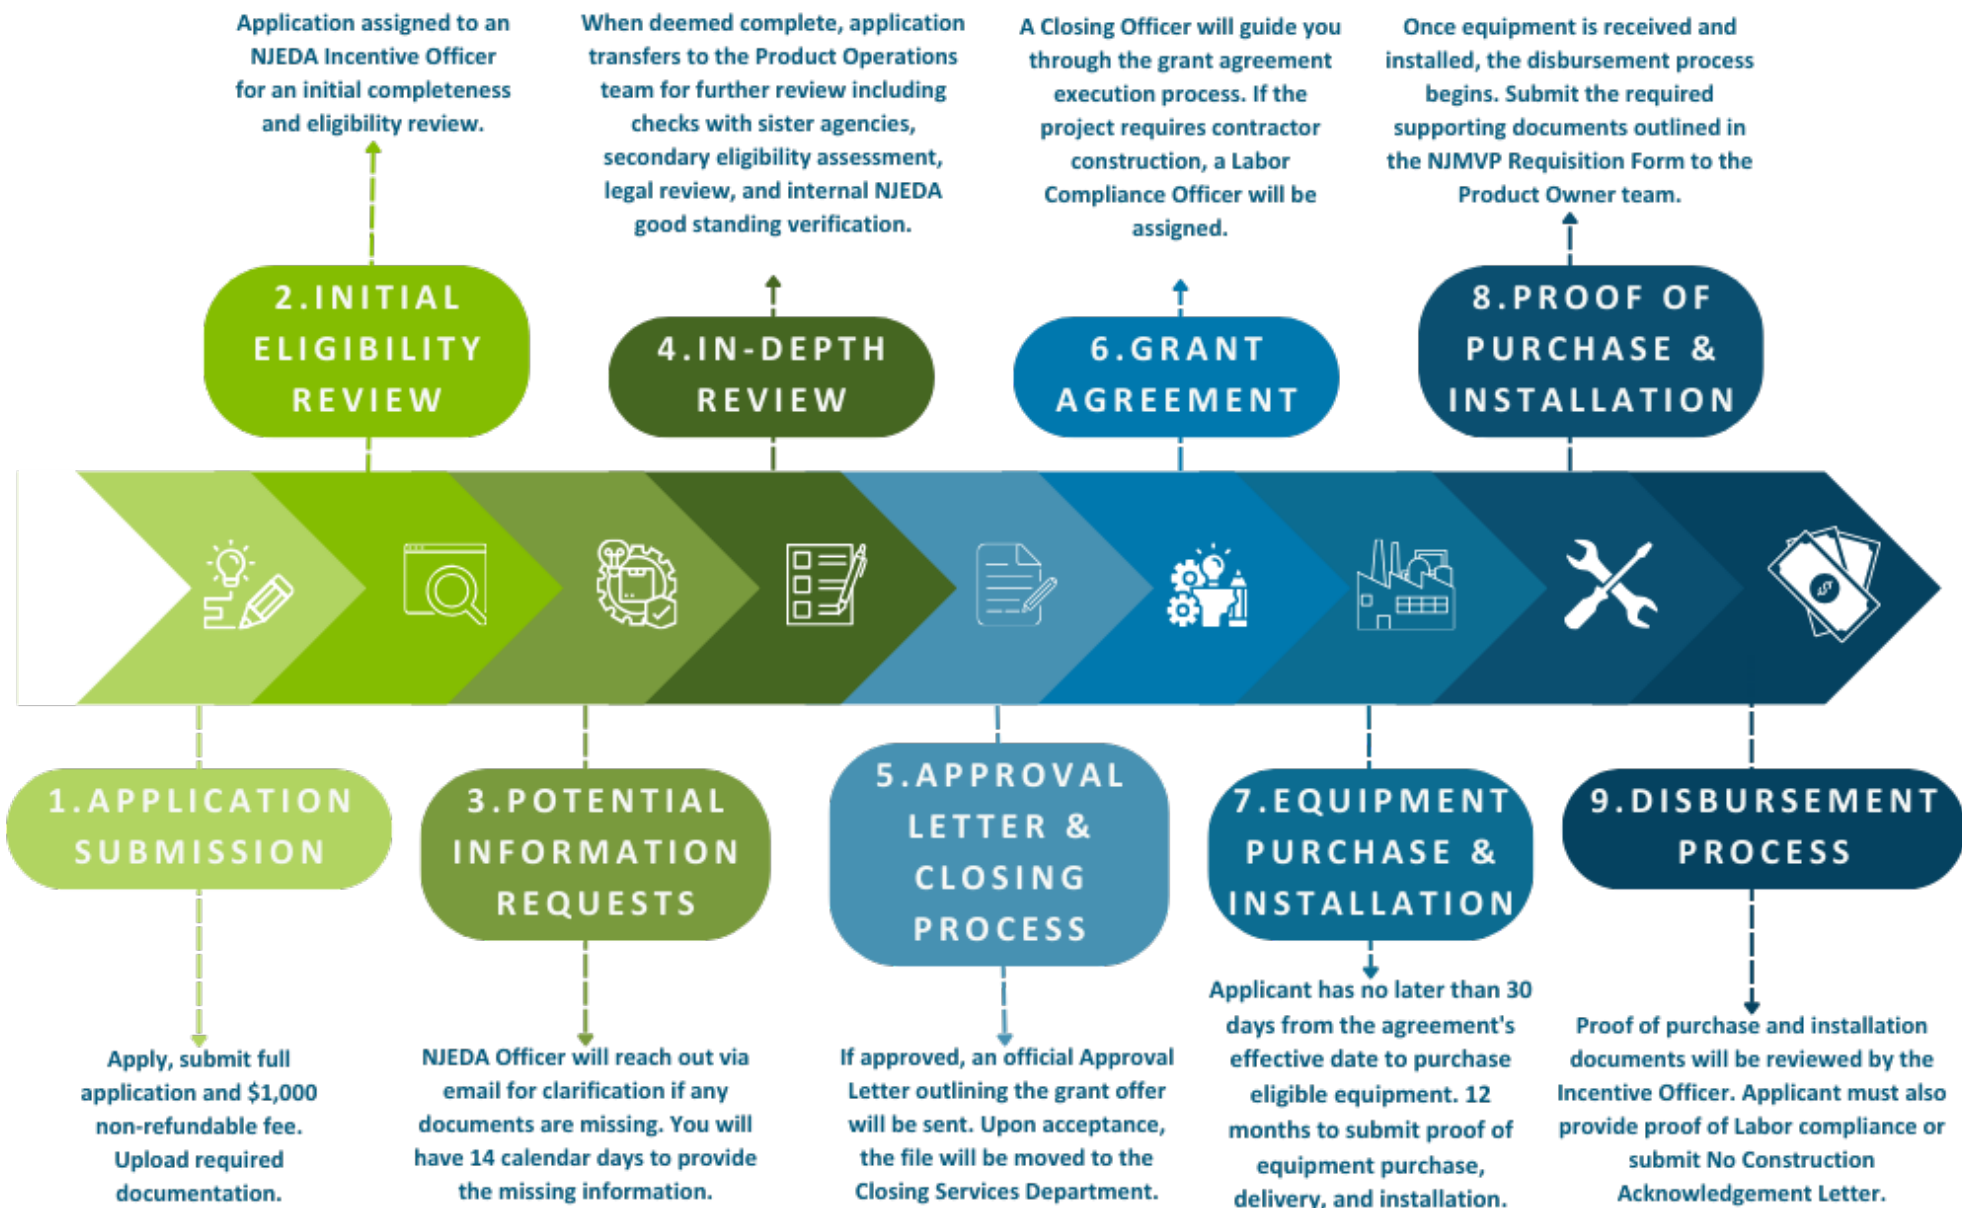 Application assigned to an
NJEDA Incentive Officer
for an initial completeness
and eligibility review.
When deemed complete, application
transfers to the Product Operations
team for further review including
checks with sister agencies,
secondary eligibility assessment,
legal review, and internal NJEDA
good standing verification.
A Closing Officer will guide you
through the grant agreement
execution process. If the
project requires contractor
construction, a Labor
Compliance Officer will be
assigned.
Once equipment is received and
installed, the disbursement process
begins. Submit the required
supporting documents outlined in
the NJMVP Requisition Form to the
Product Owner team.
2.INITIAL
ELIGIBILITY
REVIEW
4.IN-DEPTH
REVIEW
6.GRANT
AGREEMENT
8.PROOF OF
PURCHASE &
INSTALLATION
1.APPLICATION
SUBMISSION
3.POTENTIAL
INFORMATION
REQUESTS
5.APPROVAL
LETTER &
CLOSING
PROCESS
7.EQUIPMENT
PURCHASE &
INSTALLATION
9.DISBURSEMENT
PROCESS
Apply, submit full
application and $1,000
non-refundable fee.
Upload required
documentation.
NJEDA Officer will reach out via
email for clarification if any
documents are missing. You will
have 14 calendar days to provide
the missing information.
If approved, an official Approval
Letter outlining the grant offer
will be sent. Upon acceptance,
the file will be moved to the
Closing Services Department.
Applicant has no later than 30
days from the agreement's
effective date to purchase
eligible equipment. 12
months to submit proof of
equipment purchase,
delivery, and installation.
Proof of purchase and installation
documents will be reviewed by the
Incentive Officer. Applicant must also
provide proof of Labor compliance or
submit No Construction
Acknowledgement Letter.